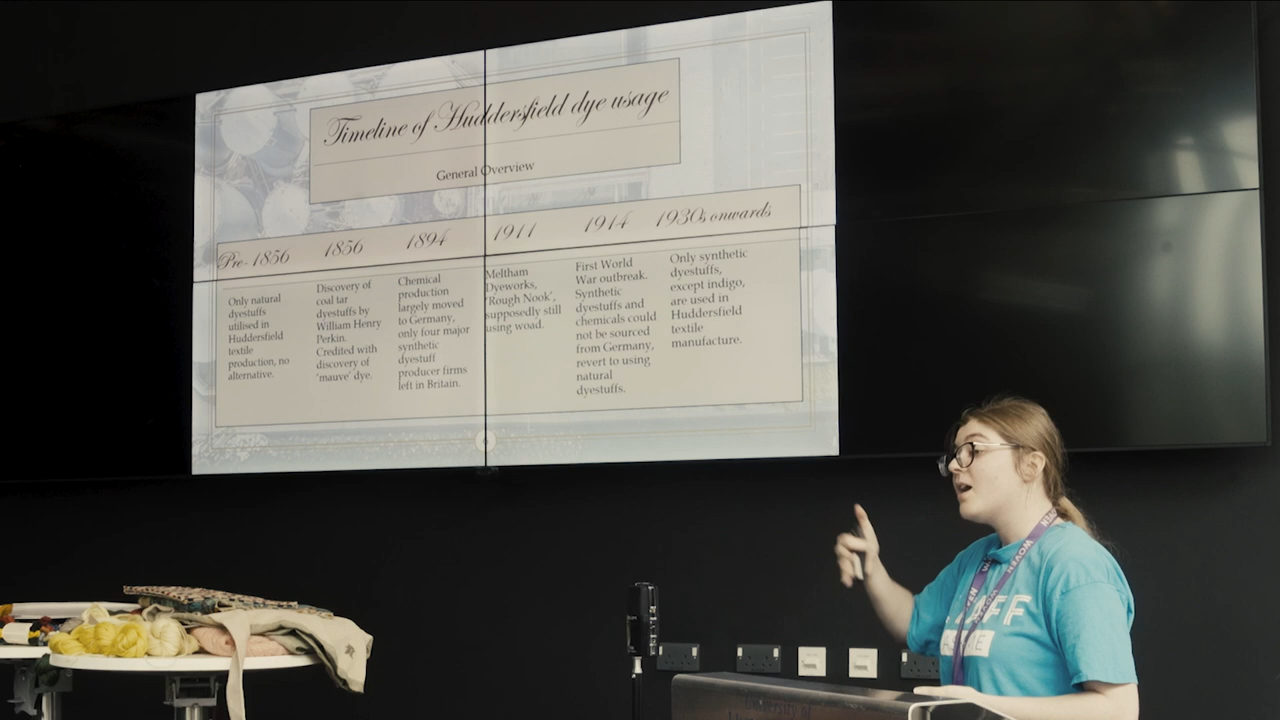 Timeline of Huddersfield dye usage
General Overview
Pre-1856
1856
1894
1911
1914
1930s onwards
Only natural
dyestuffs
utilised in
Huddersfield
textile
production, no
alternative.
Discovery of
coal tar
dyestuffs by
William Henry
Perkin.
Credited with
discovery of
'mauve' dye.
Chemical
production
largely moved
to Germany,
only four major
synthetic
dyestuff
producer firms
left in Britain.
Meltham
Dyeworks,
'Rough Nook',
supposedly still
using woad.
First World
War outbreak.
Synthetic
dyestuffs and
chemicals could
not be sourced
from Germany,
revert to using
natural
dyestuffs.
Only synthetic
dyestuffs,
except indigo,
are used in
Huddersfield
textile
manufacture.
WOVEN
University of